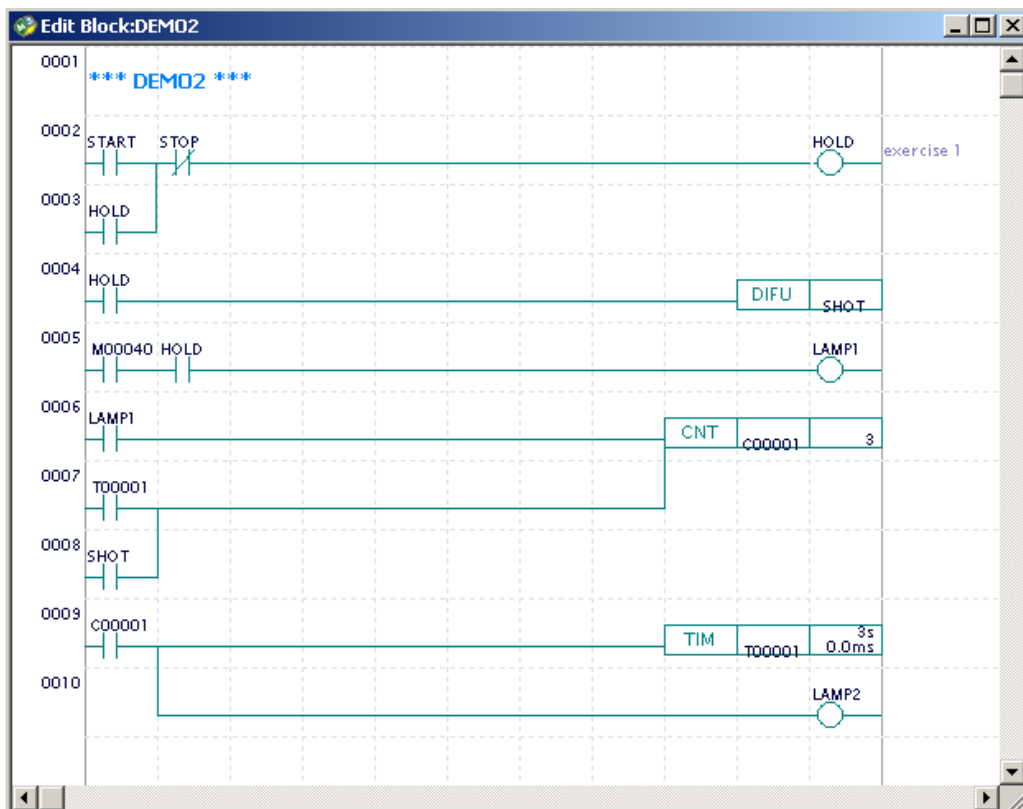 Edit Block:DEMO2
0001
*** DEMO2 ***
0002
START STOP HOLD
exercise 1
0003
HOLD
0004
HOLD
DIFU SHOT
0005
M00040 HOLD LAMP1
0006
LAMP1
CNT C00001 3
0007
T00001
0008
SHOT
0009
C00001
TIM T00001 3s
0.0ms
0010
LAMP2